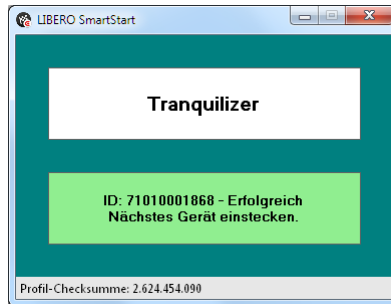 LIBERO SmartStart
Tranquilizer
ID: 71010001868 - Erfolgreich
Nächstes Gerät einstecken.
Profil-Checksumme: 2.624.454.090